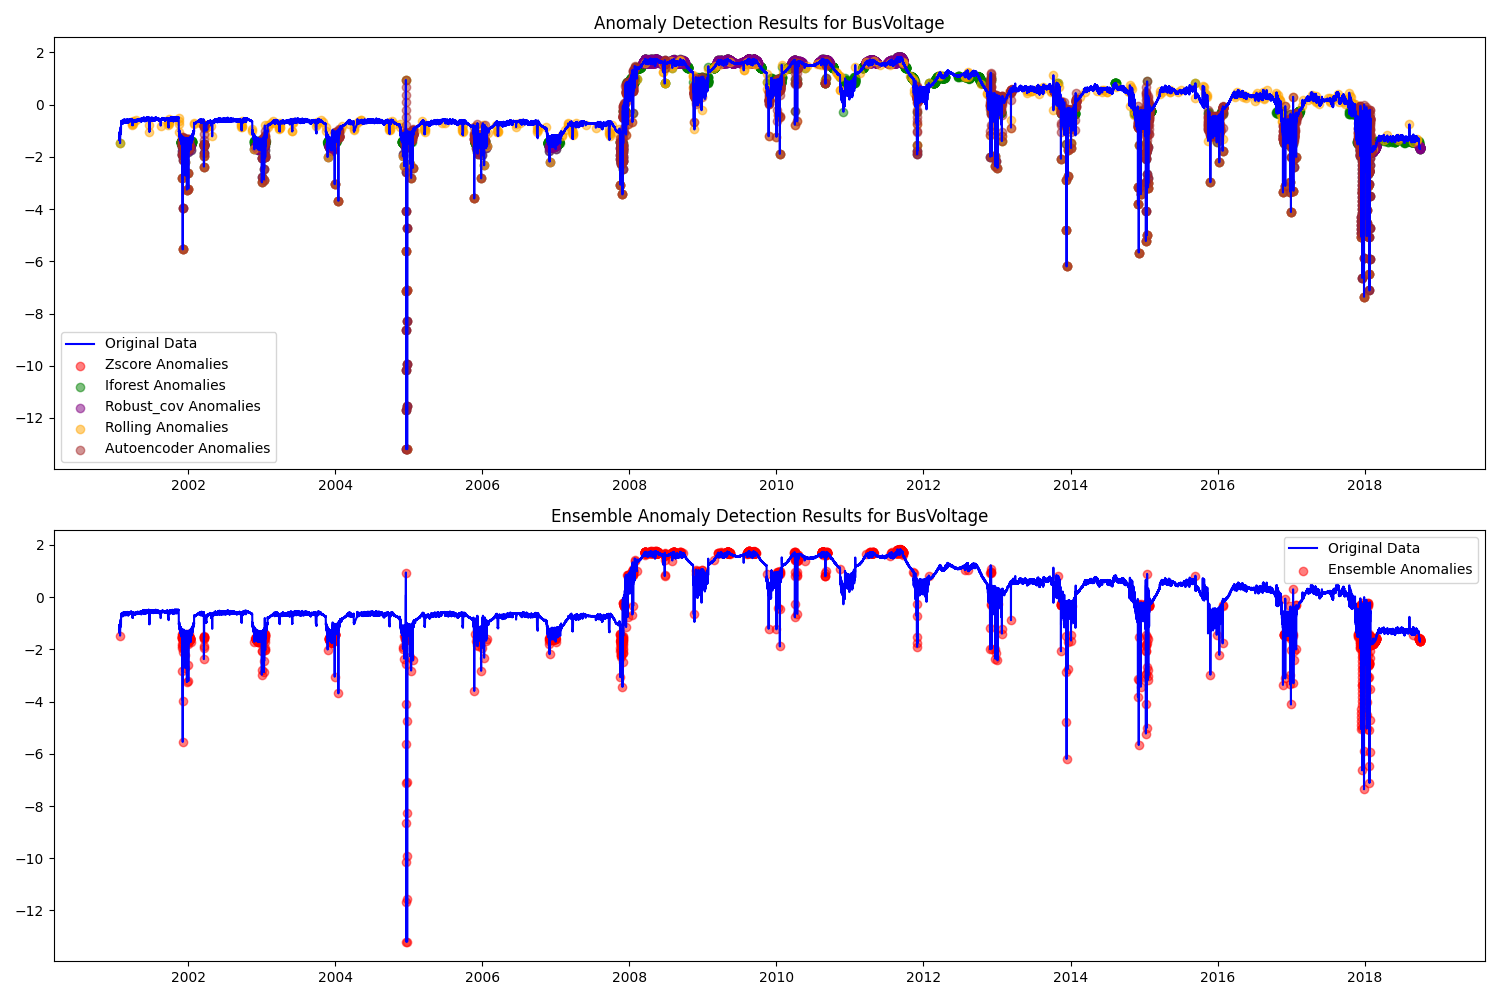 Anomaly Detection Results for BusVoltage
2
0
−2
−4
−6
−8
−10
−12
Original Data
Zscore Anomalies
Iforest Anomalies
Robust_cov Anomalies
Rolling Anomalies
Autoencoder Anomalies
2002 2004 2006 2008 2010 2012 2014 2016 2018
Ensemble Anomaly Detection Results for BusVoltage
2
0
−2
−4
−6
−8
−10
−12
Original Data
Ensemble Anomalies
2002 2004 2006 2008 2010 2012 2014 2016 2018